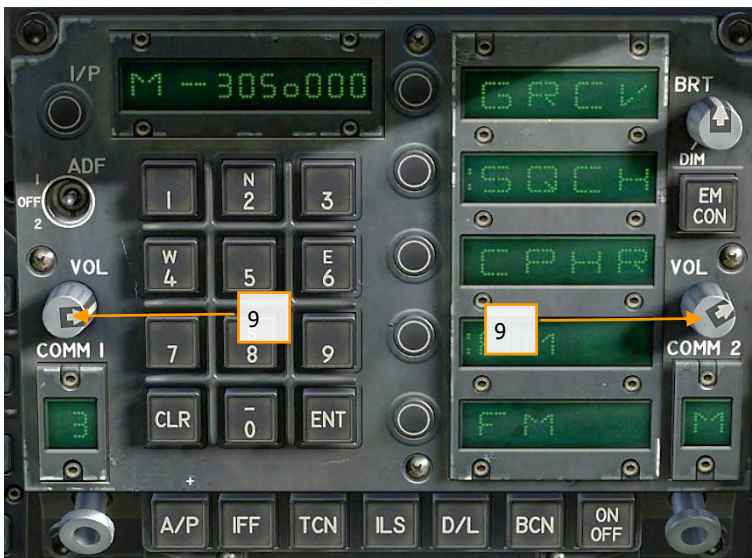 I/P
M -305o000
GRCV
BRT
DIM
ADF
1
OFF
2
1
N
2
3
:SQCH
EM
CON
VOL
W
4
5
E
6
CPHR
VOL
9
9
COMM 1
7
8
9
COMM 2
3
CLR
-
0
ENT
FM
M
A/P
IFF
TCN
ILS
D/L
BCN
ON
OFF